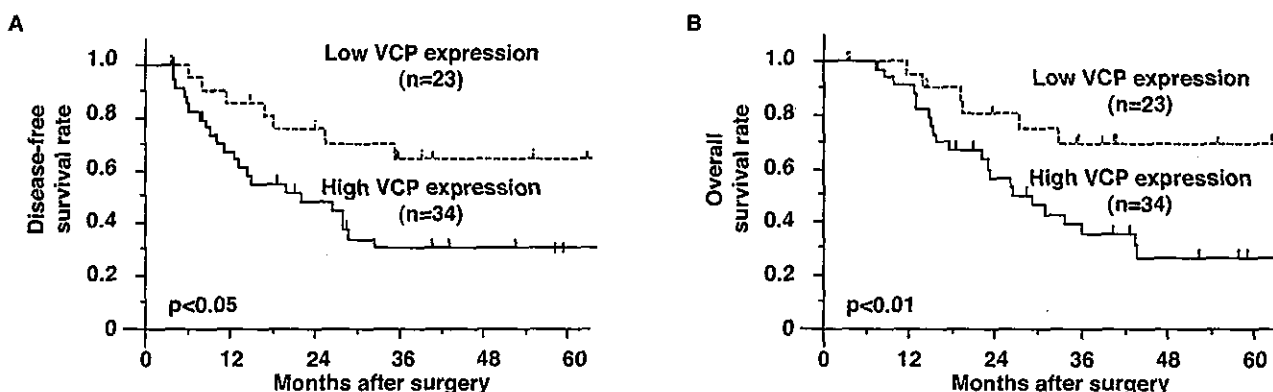 A
Disease-free
survival rate
1.0
0.8
0.6
0.4
0.2
0
Low VCP expression
(n=23)
High VCP expression
(n=34)
p<0.05
0 12 24 36 48 60
Months after surgery
B
Overall
survival rate
1.0
0.8
0.6
0.4
0.2
0
Low VCP expression
(n=23)
High VCP expression
(n=34)
p<0.01
0 12 24 36 48 60
Months after surgery